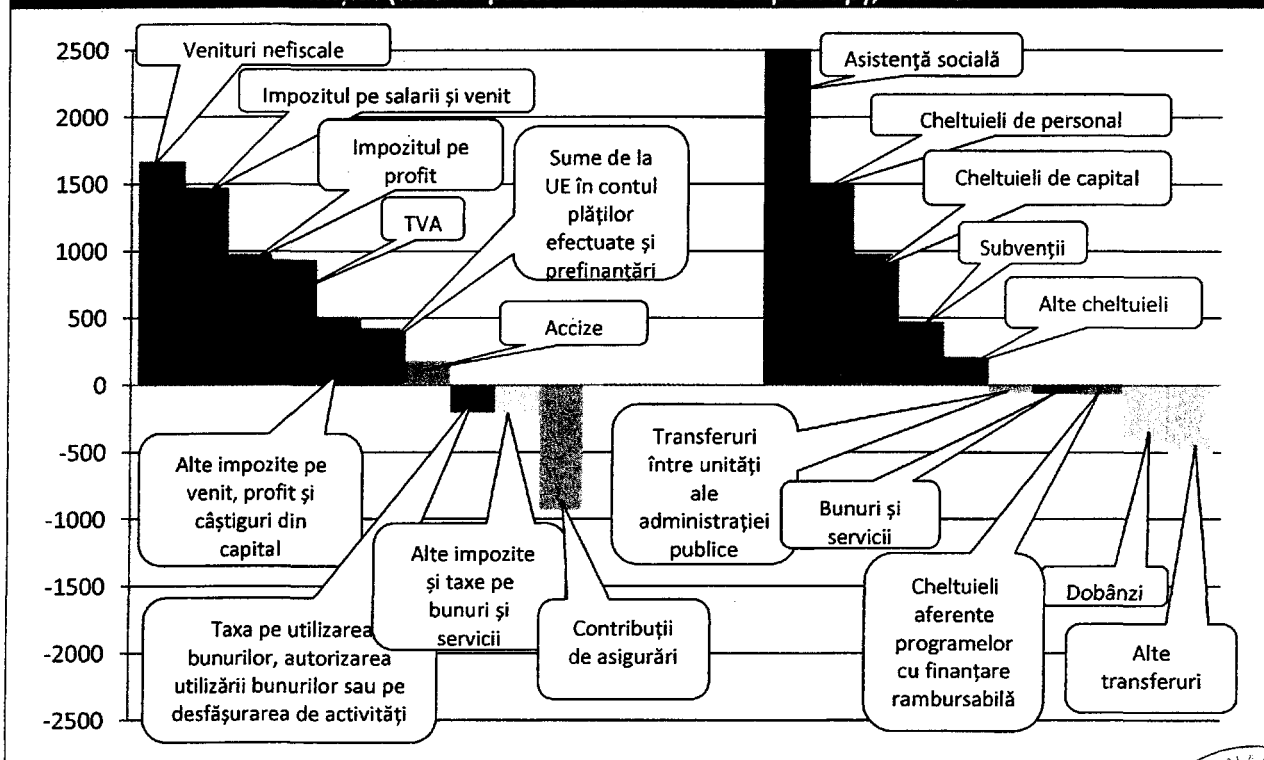 2500
2000
1500
1000
500
0
-500
-1000
-1500
-2000
-2500
Venituri nefiscale
Impozitul pe salarii și venit
Impozitul pe
profit
TVA
Sume de la
UE în contul
plăților
efectuate și
prefinanțări
Accize
Alte impozite pe
venit, profit și
câștiguri din
capital
Taxa pe utilizarea
bunurilor, autorizarea
utilizării bunurilor sau pe
desfășurarea de activități
Alte impozite
și taxe pe
bunuri și
servicii
Contribuții
de asigurări
Asistență socială
Cheltuieli de personal
Cheltuieli de capital
Subvenții
Alte cheltuieli
Transferuri
între unități
ale
administrației
publice
Bunuri și
servicii
Cheltuieli
aferente
programelor
cu finanțare
rambursabilă
Dobânzi
Alte
transferuri